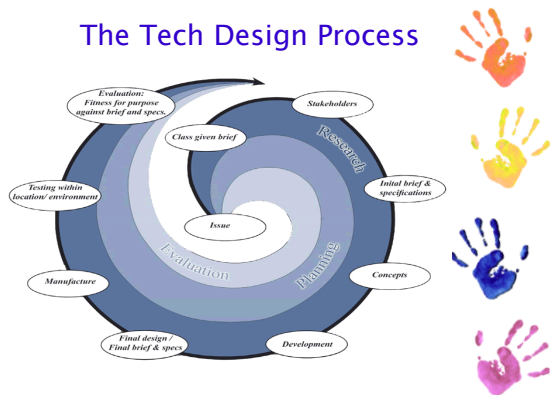 The Tech Design Process
Evaluation:
Fitness for purpose
against brief and specs.
Stakeholders
Class given brief
Research
Testing within
location/ environment
Inital brief &
specifications
Issue
Evaluation
Planning
Manufacture
Concepts
Final design /
Final brief & specs
Development